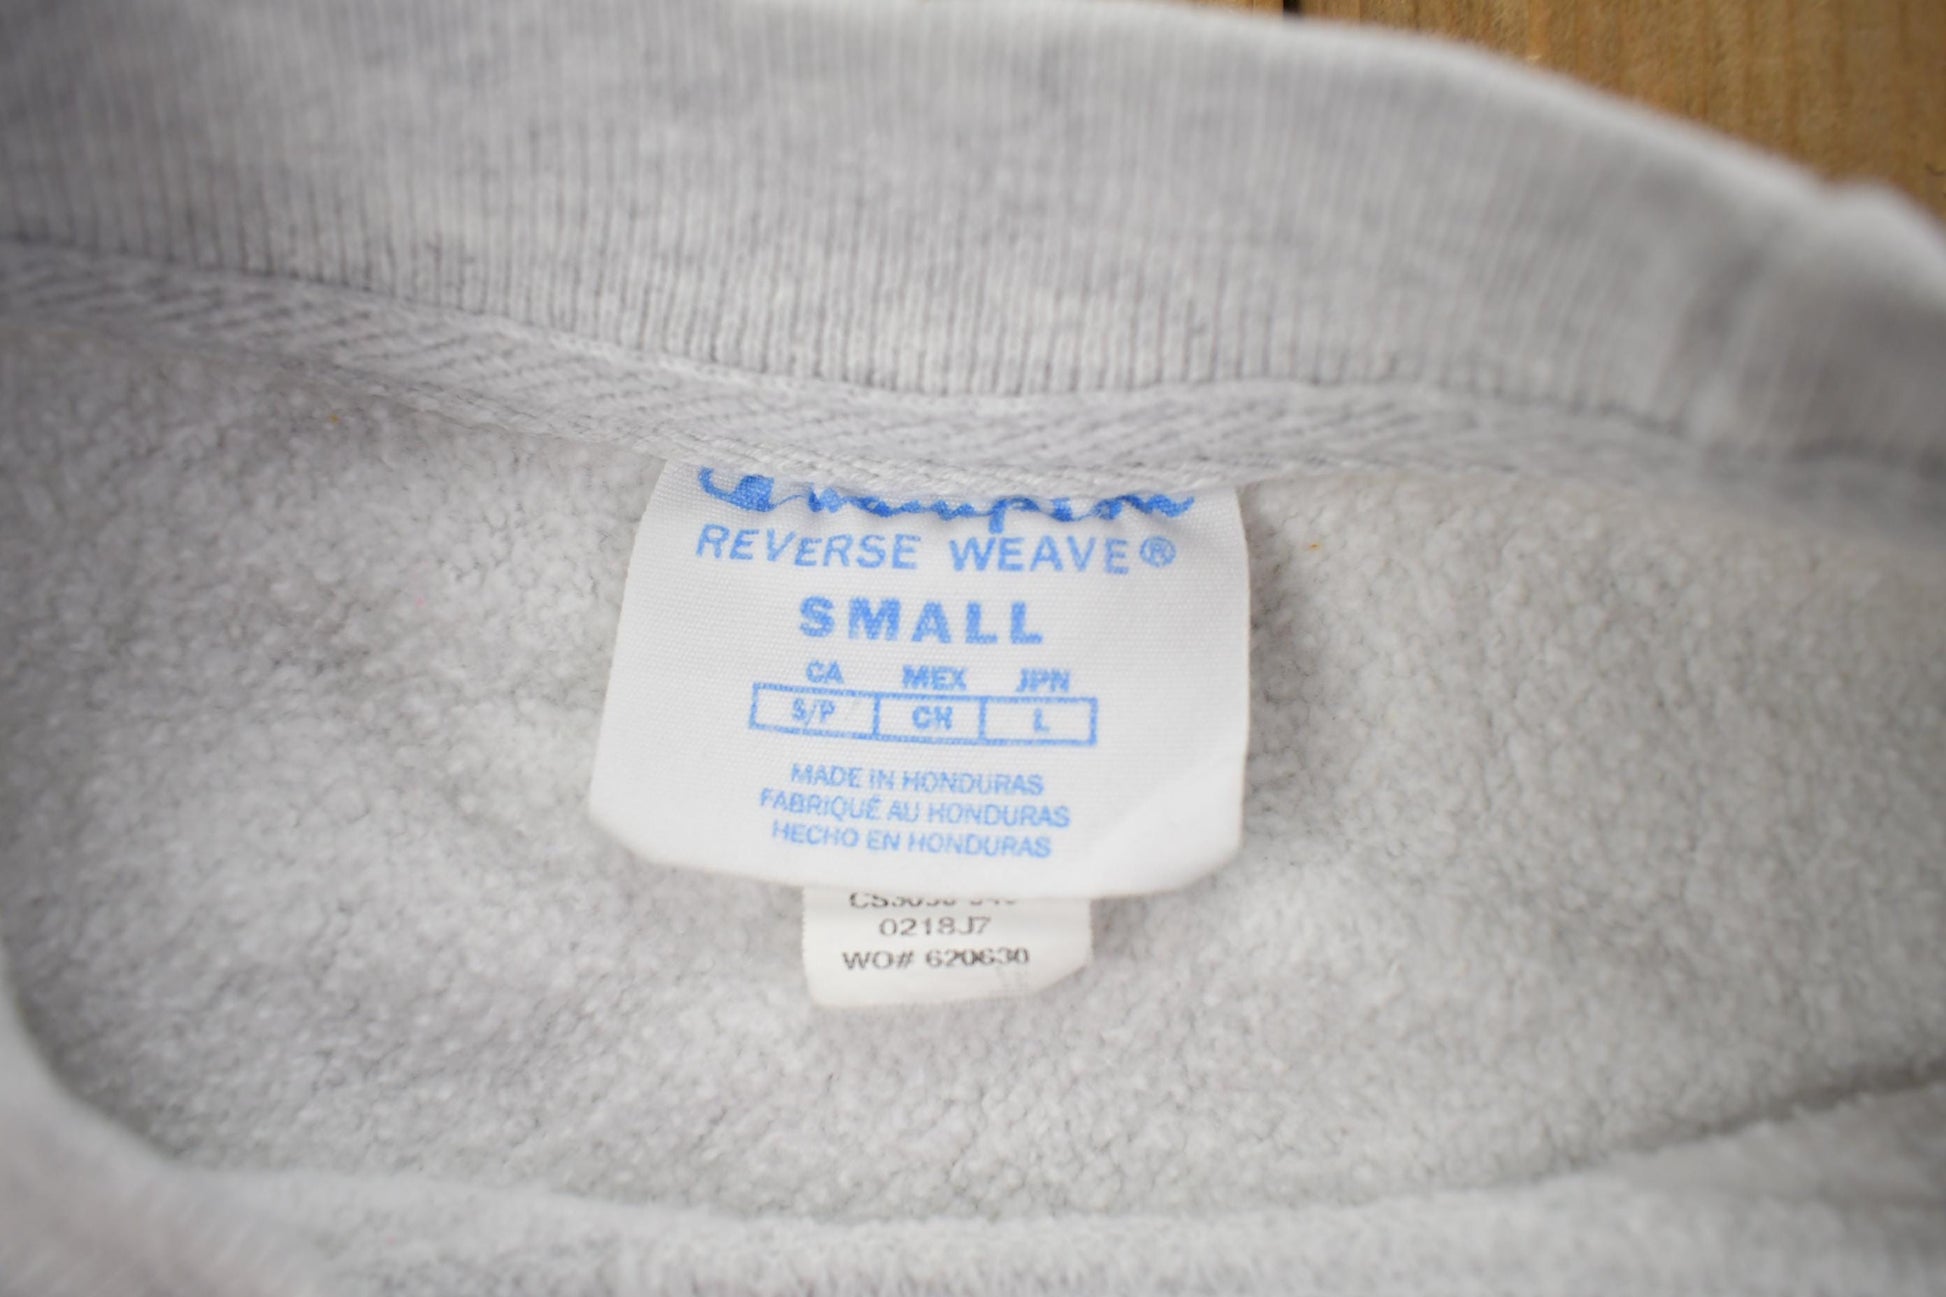 Champion
REVERSE WEAVE®
SMALL
CA MEX JPN
S/P CH L
MADE IN HONDURAS
FABRIQUÉ AU HONDURAS
HECHO EN HONDURAS
0218J7
WO# 620630